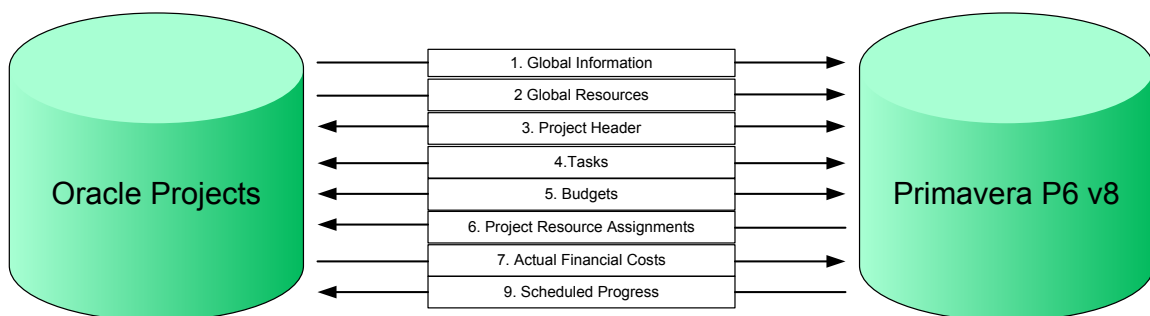 Oracle Projects
1. Global Information
2 Global Resources
3. Project Header
4.Tasks
5. Budgets
6. Project Resource Assignments
7. Actual Financial Costs
9. Scheduled Progress
Primavera P6 v8